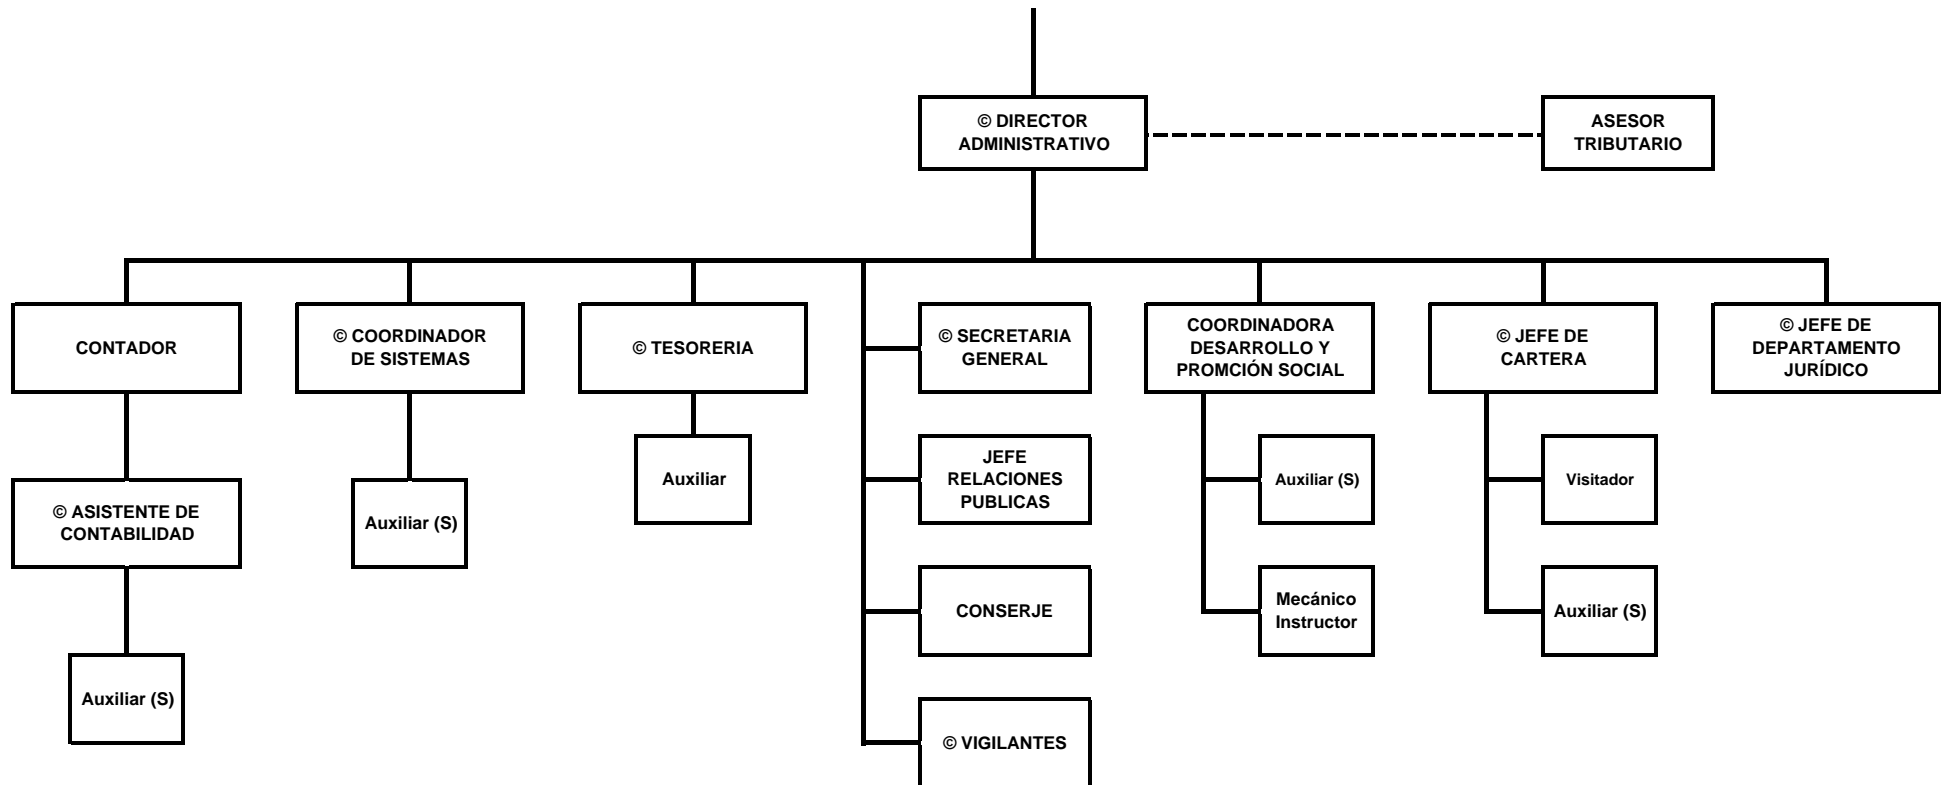 © DIRECTOR
ADMINISTRATIVO
ASESOR
TRIBUTARIO
CONTADOR
© COORDINADOR
DE SISTEMAS
© TESORERIA
© SECRETARIA
GENERAL
COORDINADORA
DESARROLLO Y
PROMCIÓN SOCIAL
© JEFE DE
CARTERA
© JEFE DE
DEPARTAMENTO
JURÍDICO
© ASISTENTE DE
CONTABILIDAD
Auxiliar (S)
Auxiliar
JEFE
RELACIONES
PUBLICAS
Auxiliar (S)
Visitador
CONSERJE
Mecánico
Instructor
Auxiliar (S)
Auxiliar (S)
© VIGILANTES